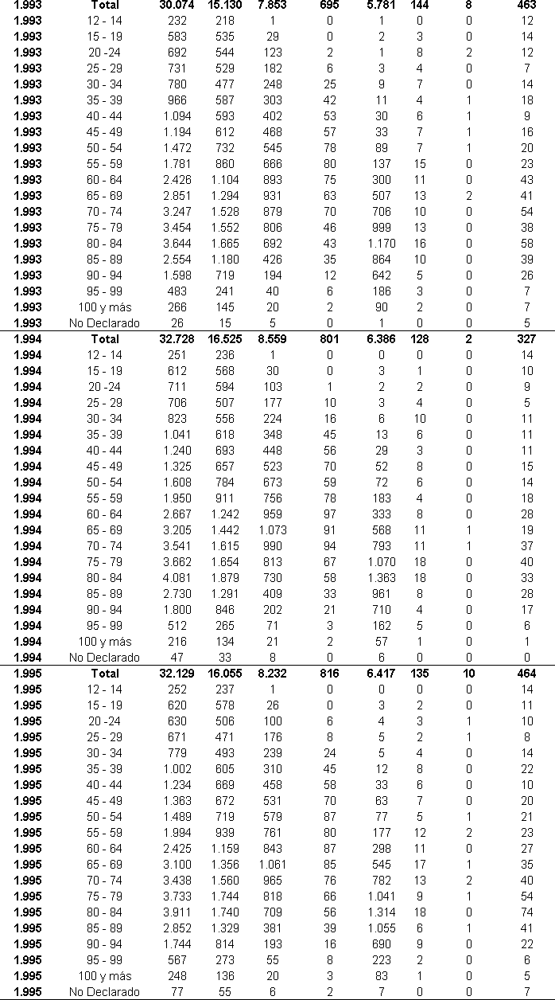 1.993 Total 30.074 15.130 7.853 695 5.781 144 8 463
1.993 12 - 14 232 218 1 0 1 0 0 12
1.993 15 - 19 583 535 29 0 2 3 0 14
1.993 20 -24 692 544 123 2 1 8 2 12
1.993 25 - 29 731 529 182 6 3 4 0 7
1.993 30 - 34 780 477 248 25 9 7 0 14
1.993 35 - 39 966 587 303 42 11 4 1 18
1.993 40 - 44 1.094 593 402 53 30 6 1 9
1.993 45 - 49 1.194 612 468 57 33 7 1 16
1.993 50 - 54 1.472 732 545 78 89 7 1 20
1.993 55 - 59 1.781 860 666 80 137 15 0 23
1.993 60 - 64 2.426 1.104 893 75 300 11 0 43
1.993 65 - 69 2.851 1.294 931 63 507 13 2 41
1.993 70 - 74 3.247 1.528 879 70 706 10 0 54
1.993 75 - 79 3.454 1.552 806 46 999 13 0 38
1.993 80 - 84 3.644 1.665 692 43 1.170 16 0 58
1.993 85 - 89 2.554 1.180 426 35 864 10 0 39
1.993 90 - 94 1.598 719 194 12 642 5 0 26
1.993 95 - 99 483 241 40 6 186 3 0 7
1.993 100 y más 266 145 20 2 90 2 0 7
1.993 No Declarado 26 15 5 0 1 0 0 5
1.994 Total 32.728 16.525 8.559 801 6.386 128 2 327
1.994 12 - 14 251 236 1 0 0 0 0 14
1.994 15 - 19 612 568 30 0 3 1 0 10
1.994 20 -24 711 594 103 1 2 2 0 9
1.994 25 - 29 706 507 177 10 3 4 0 5
1.994 30 - 34 823 556 224 16 6 10 0 11
1.994 35 - 39 1.041 618 348 45 13 6 0 11
1.994 40 - 44 1.240 693 448 56 29 3 0 11
1.994 45 - 49 1.325 657 523 70 52 8 0 15
1.994 50 - 54 1.608 784 673 59 72 6 0 14
1.994 55 - 59 1.950 911 756 78 183 4 0 18
1.994 60 - 64 2.667 1.242 959 97 333 8 0 28
1.994 65 - 69 3.205 1.442 1.073 91 568 11 1 19
1.994 70 - 74 3.541 1.615 990 94 793 11 1 37
1.994 75 - 79 3.662 1.654 813 67 1.070 18 0 40
1.994 80 - 84 4.081 1.879 730 58 1.363 18 0 33
1.994 85 - 89 2.730 1.291 409 33 961 8 0 28
1.994 90 - 94 1.800 846 202 21 710 4 0 17
1.994 95 - 99 512 265 71 3 162 5 0 6
1.994 100 y más 216 134 21 2 57 1 0 1
1.994 No Declarado 47 33 8 0 6 0 0 0
1.995 Total 32.129 16.055 8.232 816 6.417 135 10 464
1.995 12 - 14 252 237 1 0 0 0 0 14
1.995 15 - 19 620 578 26 0 3 2 0 11
1.995 20 -24 630 506 100 6 4 3 1 10
1.995 25 - 29 671 471 176 8 5 2 1 8
1.995 30 - 34 779 493 239 24 5 4 0 14
1.995 35 - 39 1.002 605 310 45 12 8 0 22
1.995 40 - 44 1.234 669 458 58 33 6 0 10
1.995 45 - 49 1.363 672 531 70 63 7 0 20
1.995 50 - 54 1.489 719 579 87 77 5 1 21
1.995 55 - 59 1.994 939 761 80 177 12 2 23
1.995 60 - 64 2.425 1.159 843 87 298 11 0 27
1.995 65 - 69 3.100 1.356 1.061 85 545 17 1 35
1.995 70 - 74 3.438 1.560 965 76 782 13 2 40
1.995 75 - 79 3.733 1.744 818 66 1.041 9 1 54
1.995 80 - 84 3.911 1.740 709 56 1.314 18 0 74
1.995 85 - 89 2.852 1.329 381 39 1.055 6 1 41
1.995 90 - 94 1.744 814 193 16 690 9 0 22
1.995 95 - 99 567 273 55 8 223 2 0 6
1.995 100 y más 248 136 20 3 83 1 0 5
1.995 No Declarado 77 55 6 2 7 0 0 7